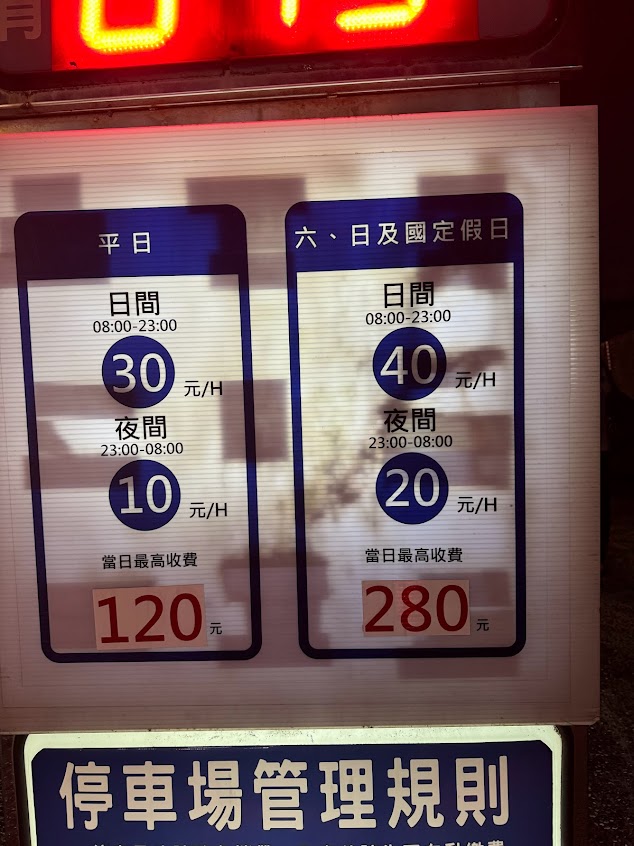 平日
日間
08:00-23:00
30 元/H
夜間
23:00-08:00
10 元/H
當日最高收費
120 元
六、日及國定假日
日間
08:00-23:00
40 元/H
夜間
23:00-08:00
20 元/H
當日最高收費
280 元
停車場管理規則